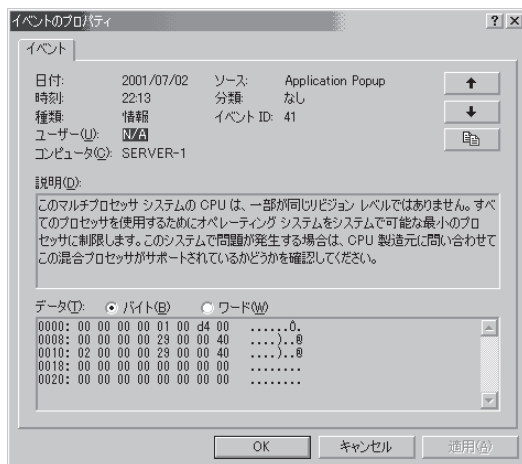 イベントのプロパティ
イベント
日付: 2001/07/02 ソース: Application Popup
時刻: 22:13 分類: なし
種類: 情報 イベント ID: 41
ユーザー(U): N/A
コンピュータ(C): SERVER-1
説明(D):
このマルチプロセッサ システムの CPU は、一部が同じリビジョン レベルではありません。すべ
てのプロセッサを使用するためにオペレーティング システムをシステムで可能な最小のプロ
セッサに制限します。このシステムで問題が発生する場合は、CPU 製造元に問い合わせて
この混合プロセッサがサポートされているかどうかを確認してください。
データ(T): バイト(B) ワード(W)
0000: 00 00 00 00 01 00 d4 00 ......Ô.
0008: 00 00 00 00 29 00 00 40 ....)..@
0010: 02 00 00 00 29 00 00 40 ....)..@
0018: 00 00 00 00 00 00 00 00 ........
0020: 00 00 00 00 00 00 00 00 ........
OK キャンセル 適用(A)